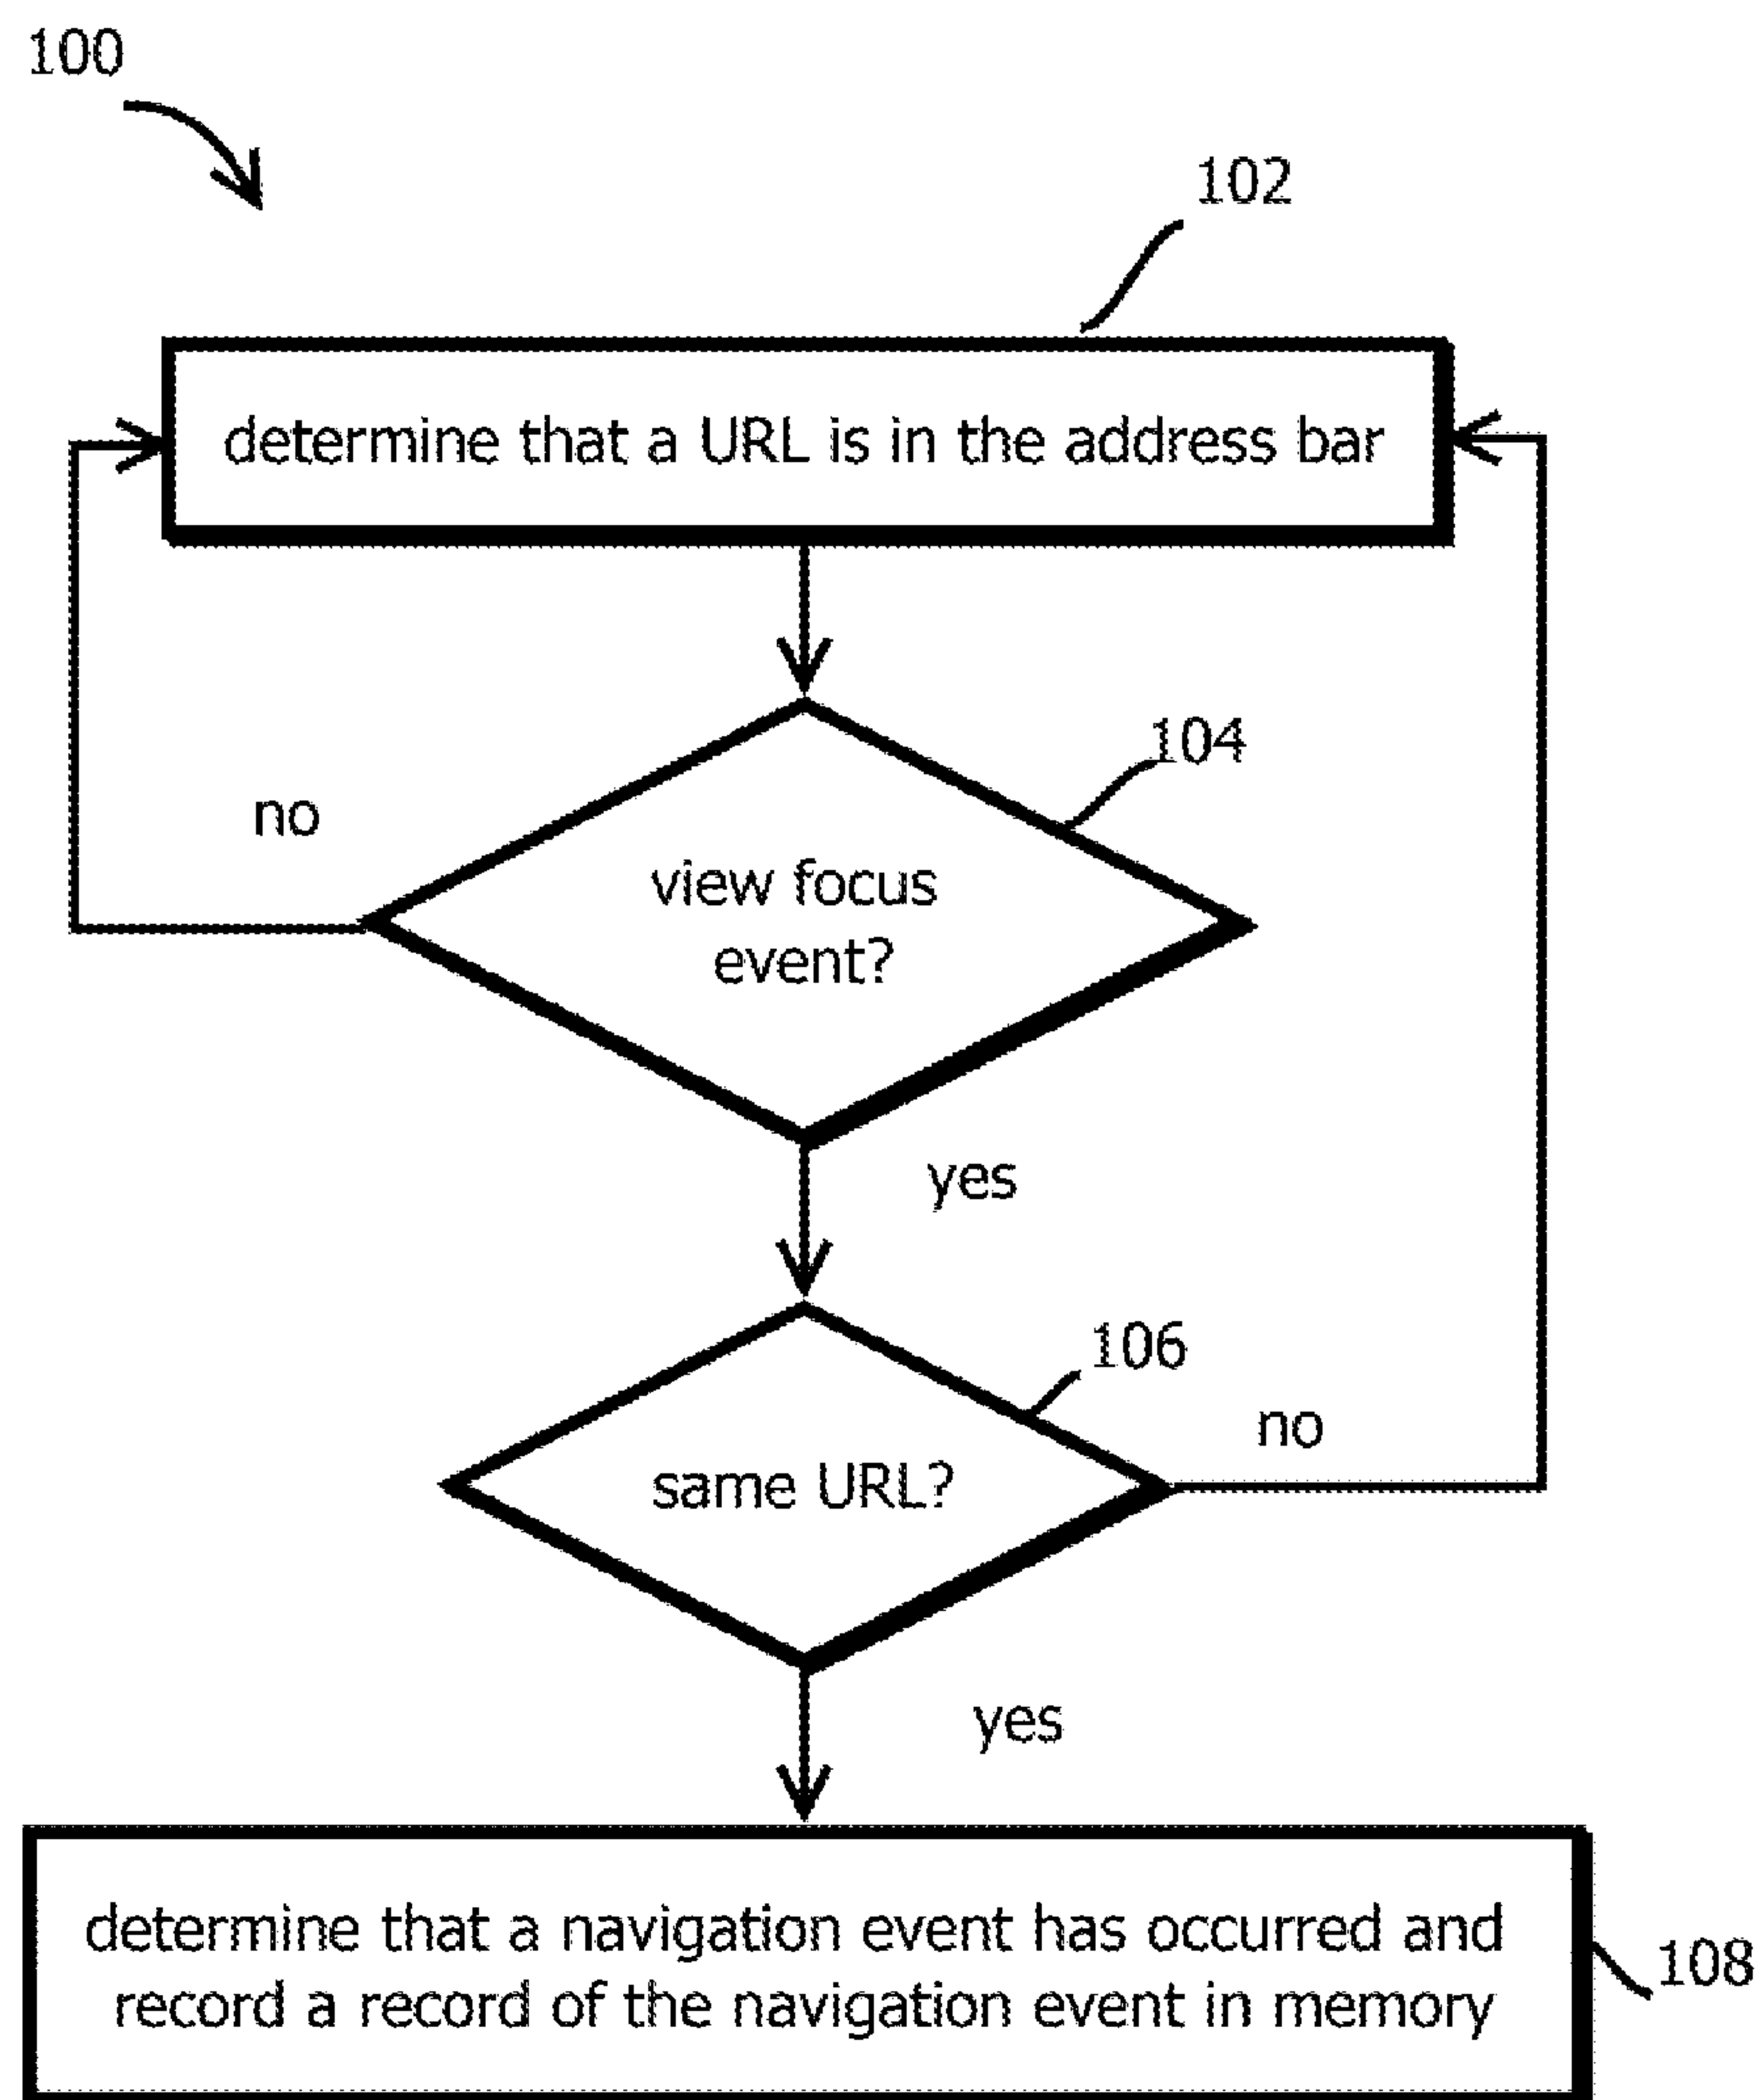 100
102
determine that a URL is in the address bar
104
no
view focus
event?
yes
106
no
same URL?
yes
determine that a navigation event has occurred and
record a record of the navigation event in memory
108